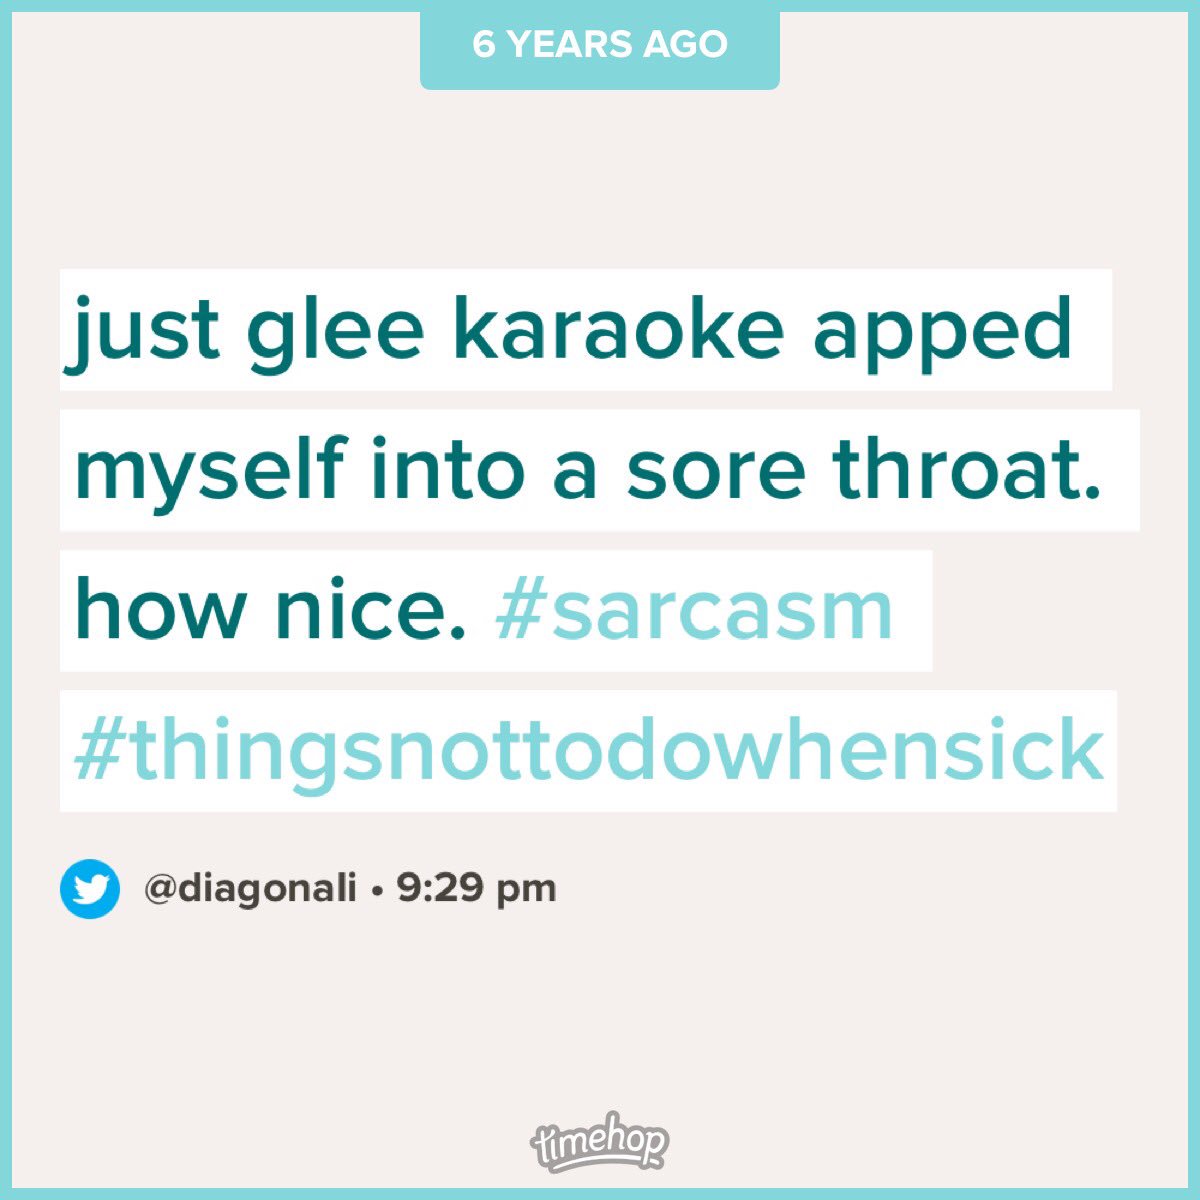 6 YEARS AGO
just glee karaoke apped
myself into a sore throat.
how nice. #sarcasm
#thingsnottodowhensick
@diagonali • 9:29 pm
timehop